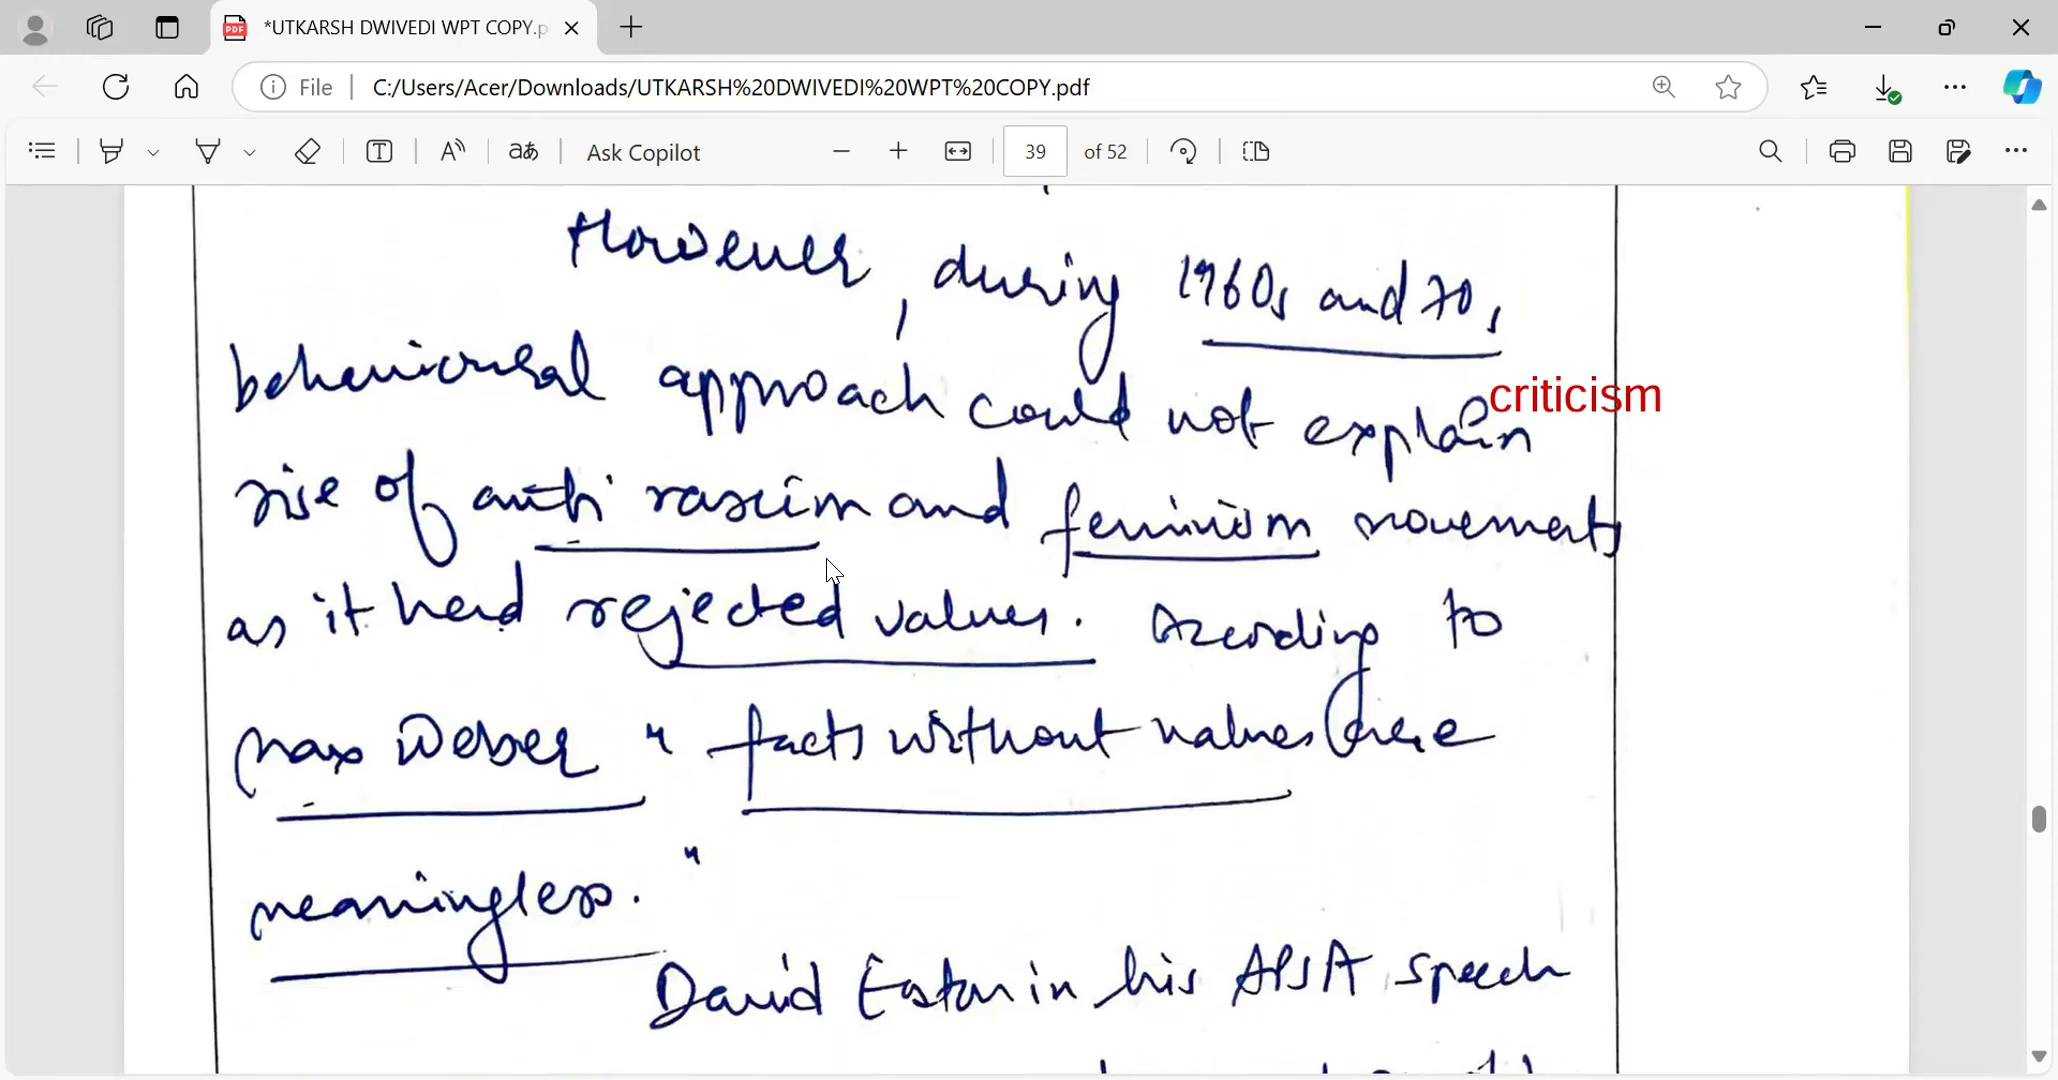 *UTKARSH DWIVEDI WPT COPY.p
File C:/Users/Acer/Downloads/UTKARSH%20DWIVEDI%20WPT%20COPY.pdf
Ask Copilot 39 of 52
However, during 1960s and 70s
behavioural approach could not explain
criticism
rise of anti rascim and feminism movements
as it had rejected values. According to
max Weber " facts without values are
meaningless. "
David Easton in his APSA speech